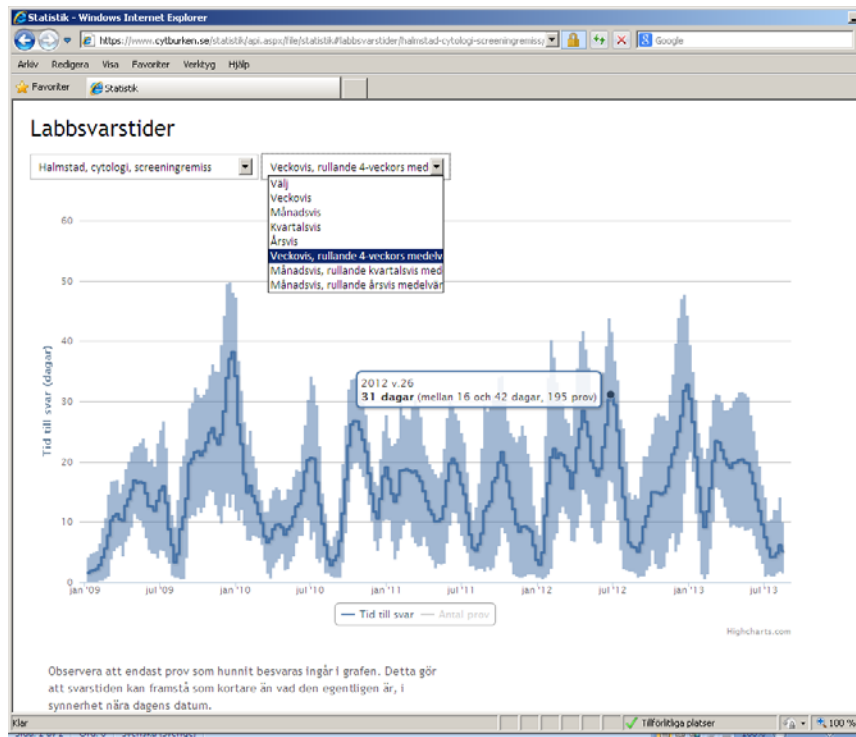 Statistik - Windows Internet Explorer
https://www.cytburken.se/statistik/api.aspx/file/statistik#labbsvarstider/halmstad-cytologi-screeningremiss/
Google
Arkiv Redigera Visa Favoriter Verktyg Hjälp
Favoriter Statistik
Labbsvarstider
Halmstad, cytologi, screeningremiss
Veckovis, rullande 4-veckors med
Välj
Veckovis
Månadsvis
Kvartalsvis
Årsvis
Veckovis, rullande 4-veckors medelv
Månadsvis, rullande kvartalsvis med
Månadsvis, rullande årsvis medelvär
60
50
40
30
20
10
0
Tid till svar (dagar)
2012 v.26
31 dagar (mellan 16 och 42 dagar, 195 prov)
jan '09 jul '09 jan '10 jul '10 jan '11 jul '11 jan '12 jul '12 jan '13 jul '13
Tid till svar Antal prov
Highcharts.com
Observera att endast prov som hunnit besvaras ingår i grafen. Detta gör
att svarstiden kan framstå som kortare än vad den egentligen är, i
synnerhet nära dagens datum.
Klar
Tillförlitliga platser
100 %